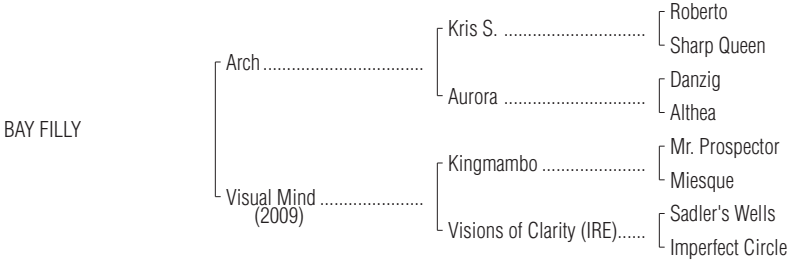 Roberto
Kris S. ..............................
Sharp Queen
Arch ..................................
Danzig
Aurora ..............................
Althea
BAY FILLY
Mr. Prospector
Kingmambo ......................
Miesque
Visual Mind ......................
(2009)
Sadler's Wells
Visions of Clarity (IRE)......
Imperfect Circle